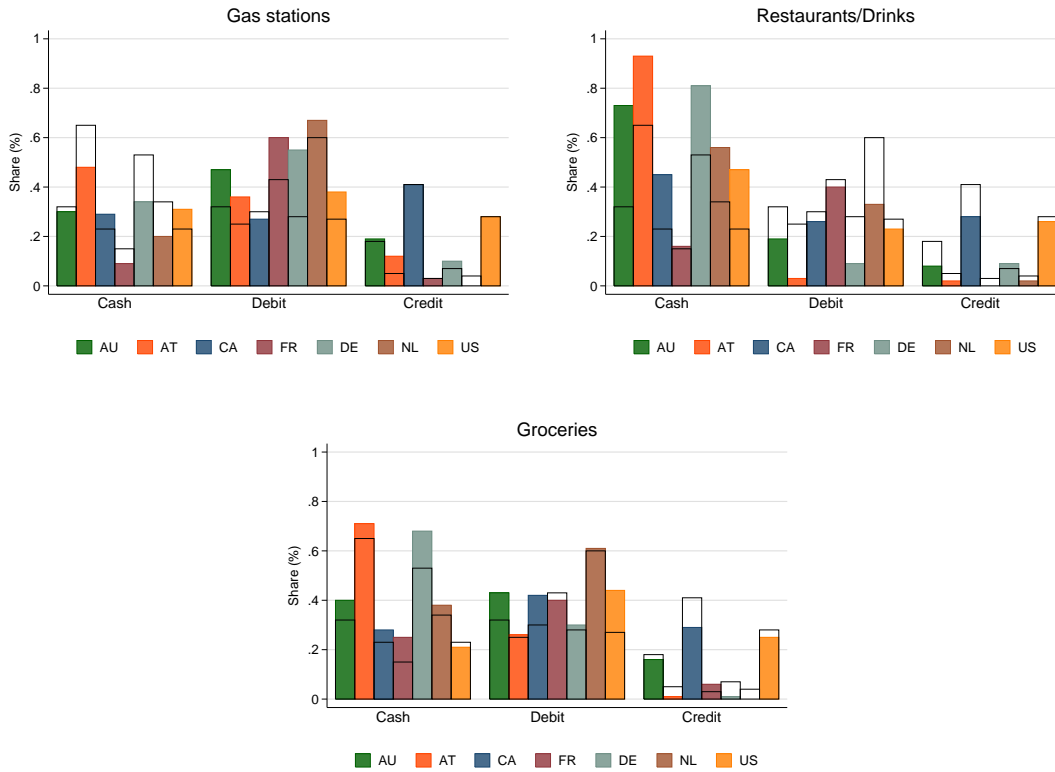 Gas stations
Share (%)
1
.8
.6
.4
.2
0
Cash Debit Credit
AU AT CA FR DE NL US
Restaurants/Drinks
Share (%)
1
.8
.6
.4
.2
0
Cash Debit Credit
AU AT CA FR DE NL US
Groceries
Share (%)
1
.8
.6
.4
.2
0
Cash Debit Credit
AU AT CA FR DE NL US